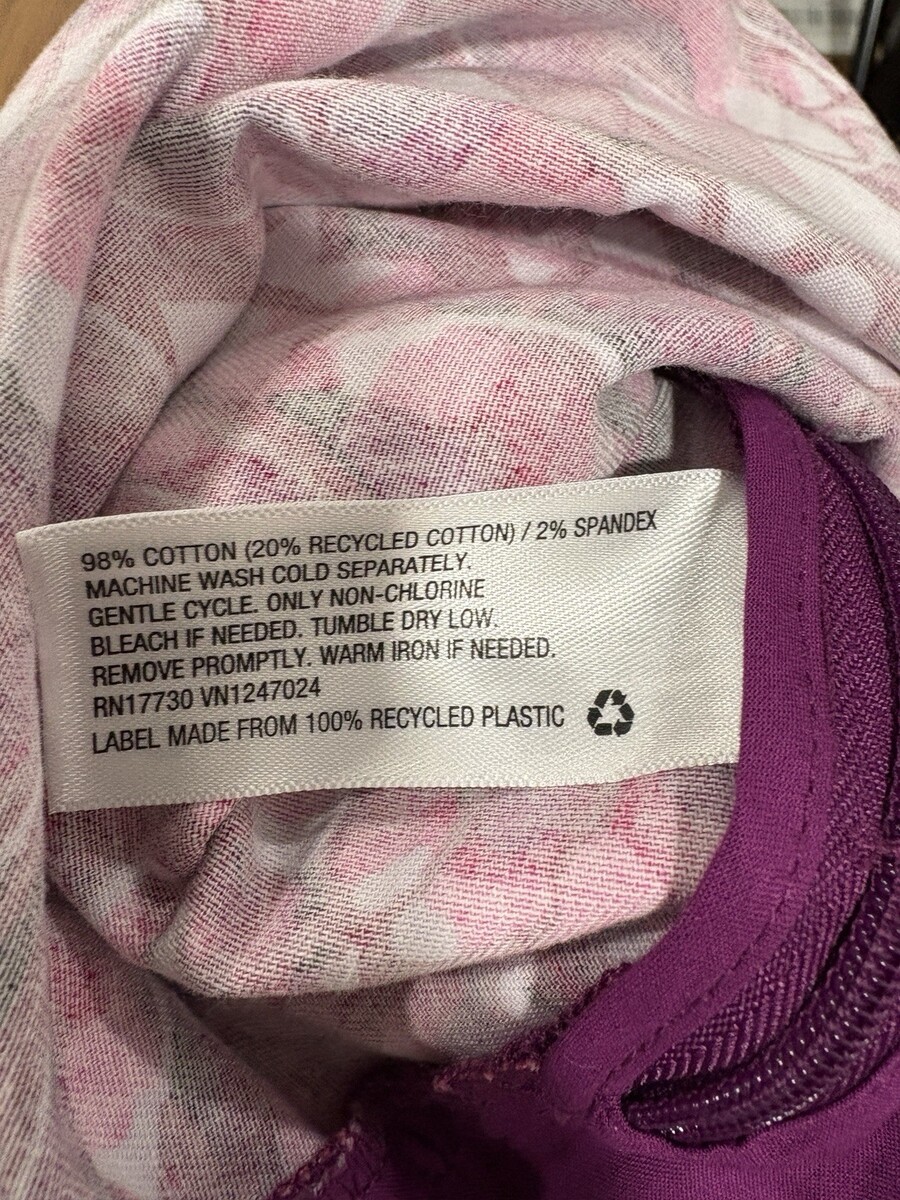 98% COTTON (20% RECYCLED COTTON) / 2% SPANDEX
MACHINE WASH COLD SEPARATELY.
GENTLE CYCLE. ONLY NON-CHLORINE
BLEACH IF NEEDED. TUMBLE DRY LOW.
REMOVE PROMPTLY. WARM IRON IF NEEDED.
RN17730 VN1247024
LABEL MADE FROM 100% RECYCLED PLASTIC